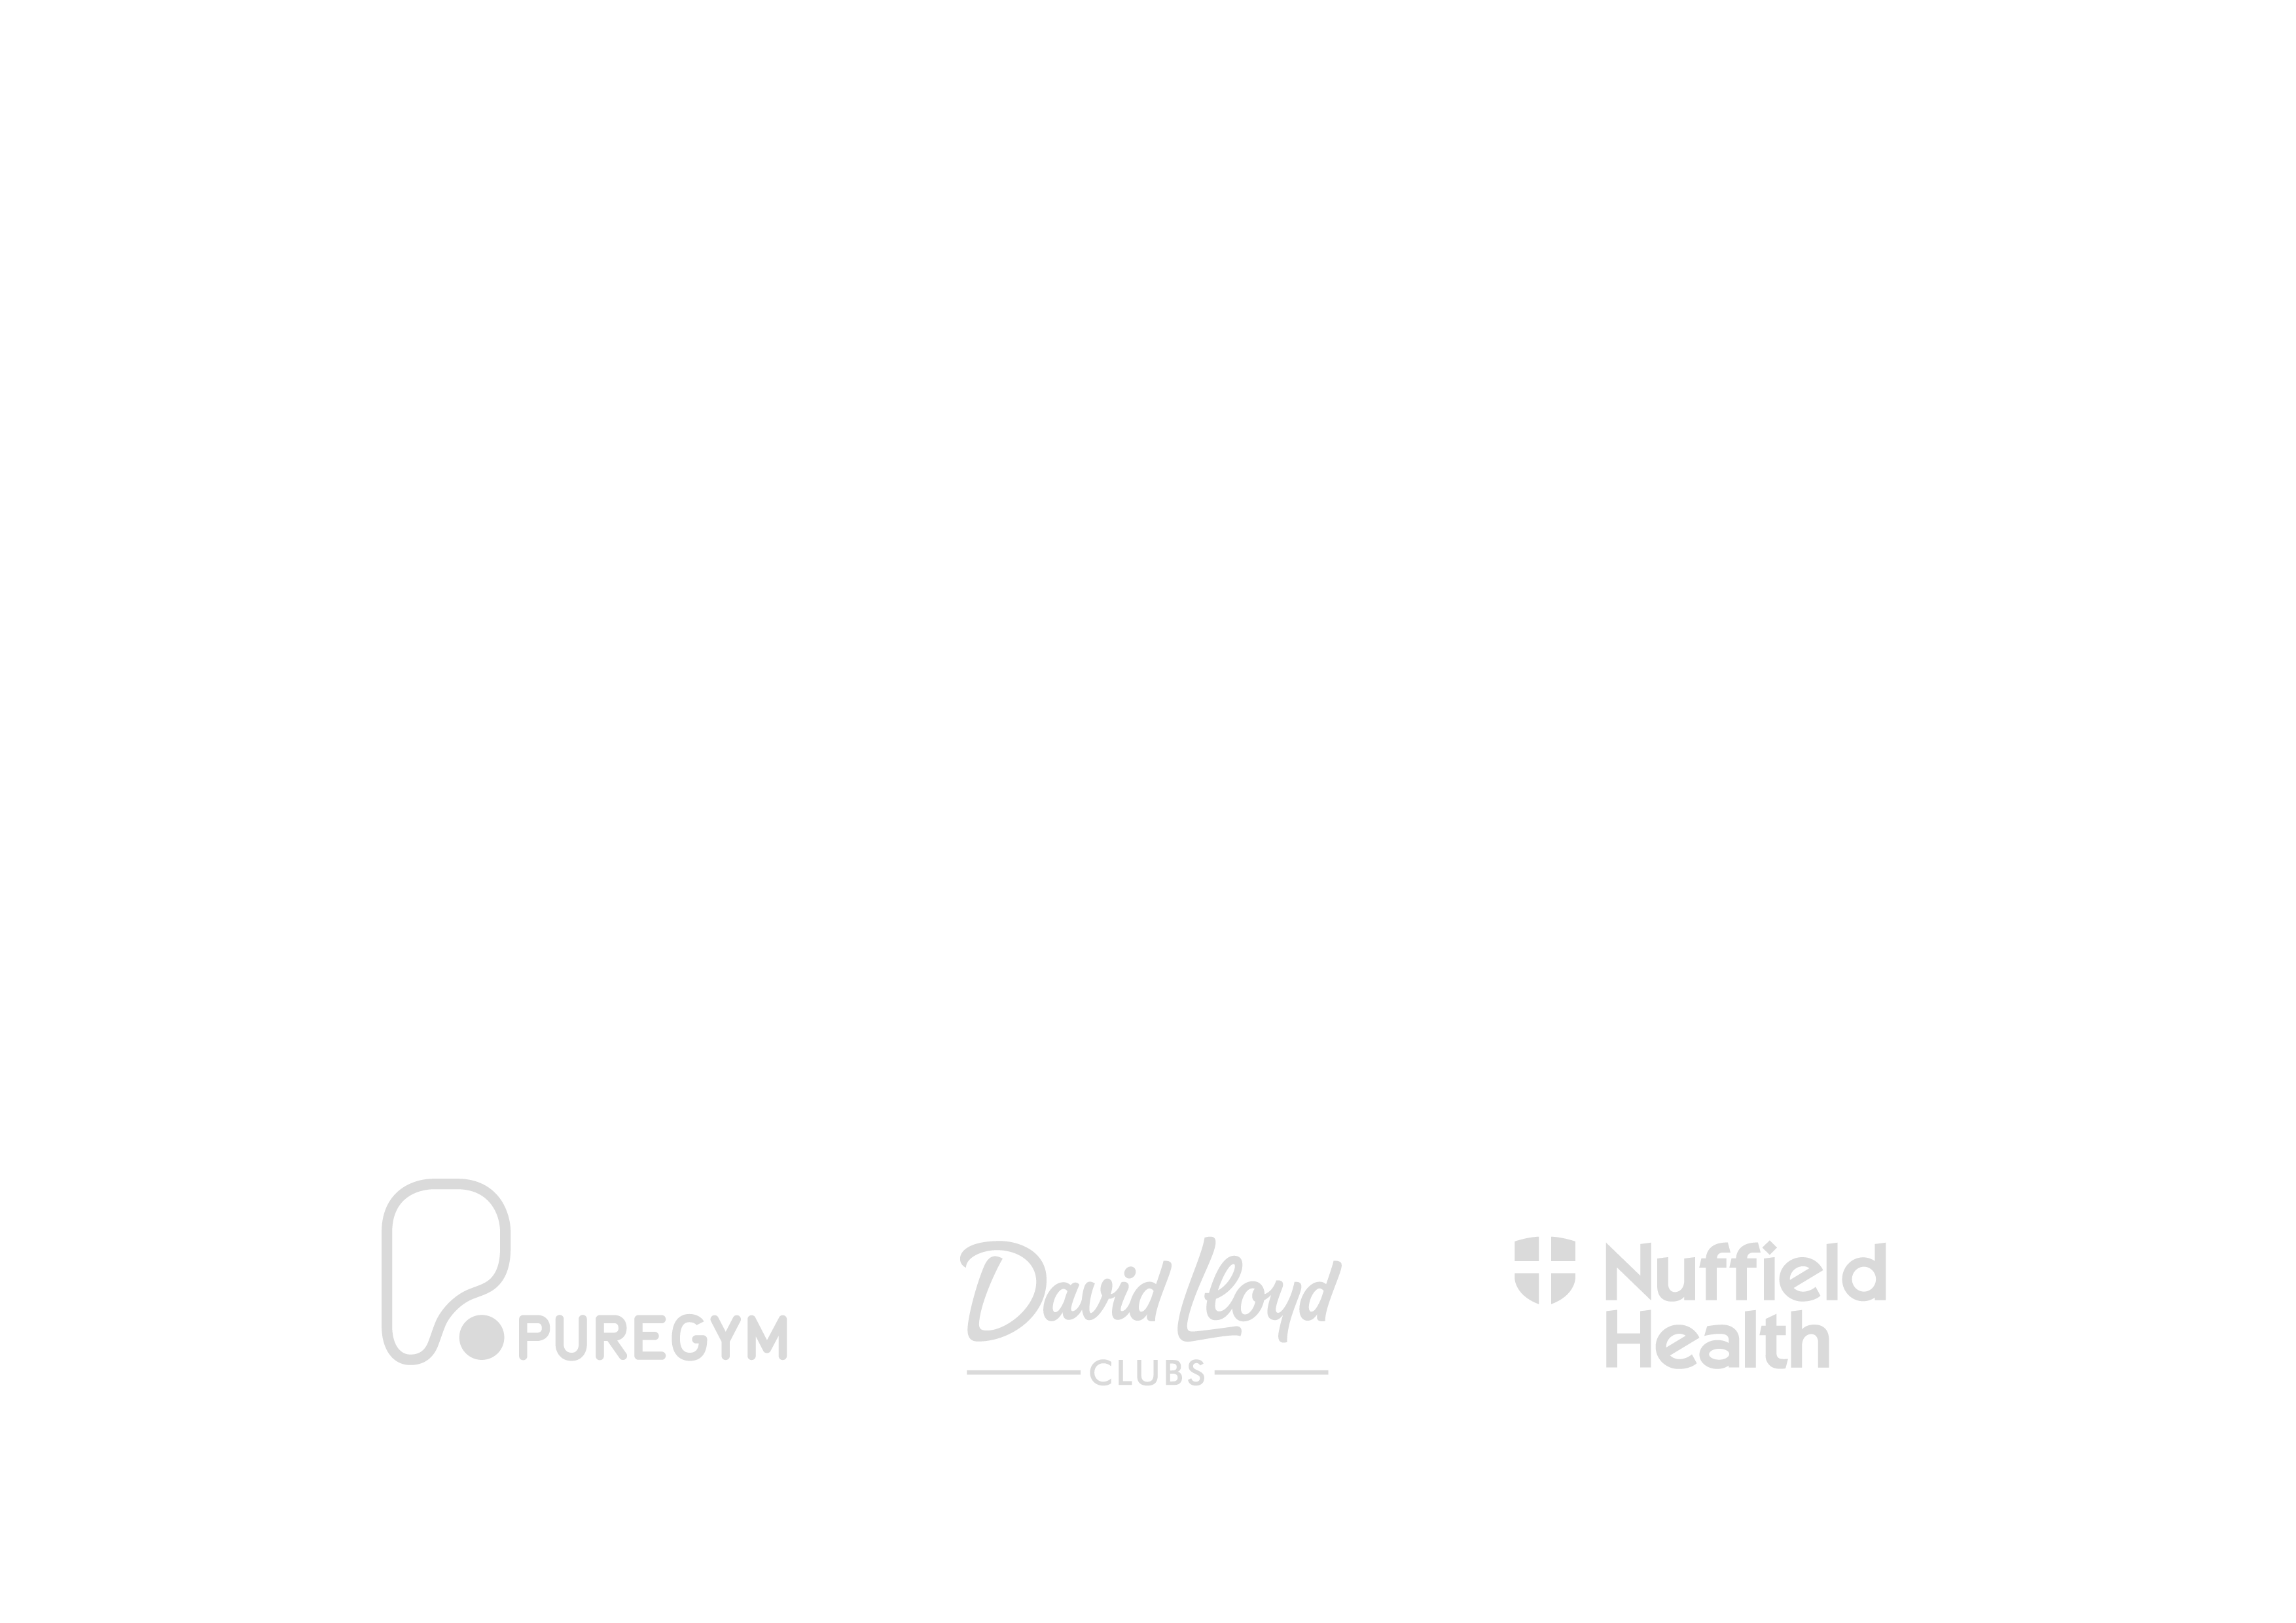 PUREGYM
David Lloyd
CLUBS
Nuffield
Health